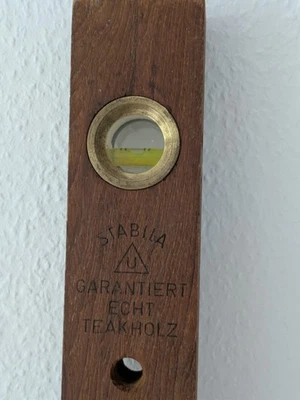 STABILA
U
GARANTIERT
ECHT
TEAKHOLZ